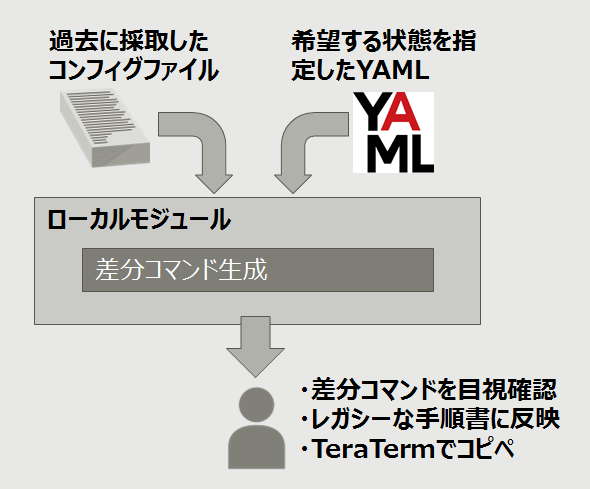 過去に採取した
コンフィグファイル
希望する状態を指
定したYAML
YA
ML
ローカルモジュール
差分コマンド生成
・差分コマンドを目視確認
・レガシーな手順書に反映
・TeraTermでコピペ